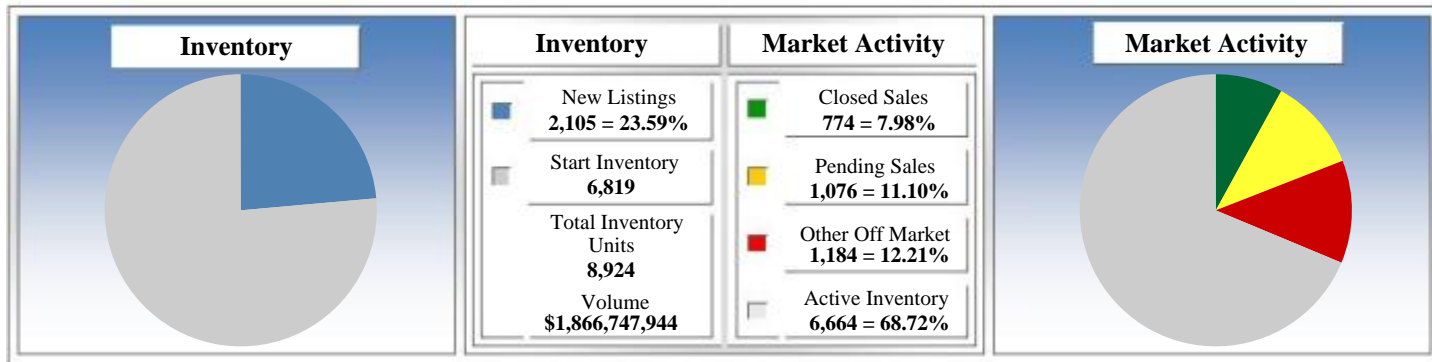 Inventory
Inventory
Market Activity
Market Activity
New Listings
2,105 = 23.59%
Start Inventory
6,819
Total Inventory
Units
8,924
Volume
$1,866,747,944
Closed Sales
774 = 7.98%
Pending Sales
1,076 = 11.10%
Other Off Market
1,184 = 12.21%
Active Inventory
6,664 = 68.72%